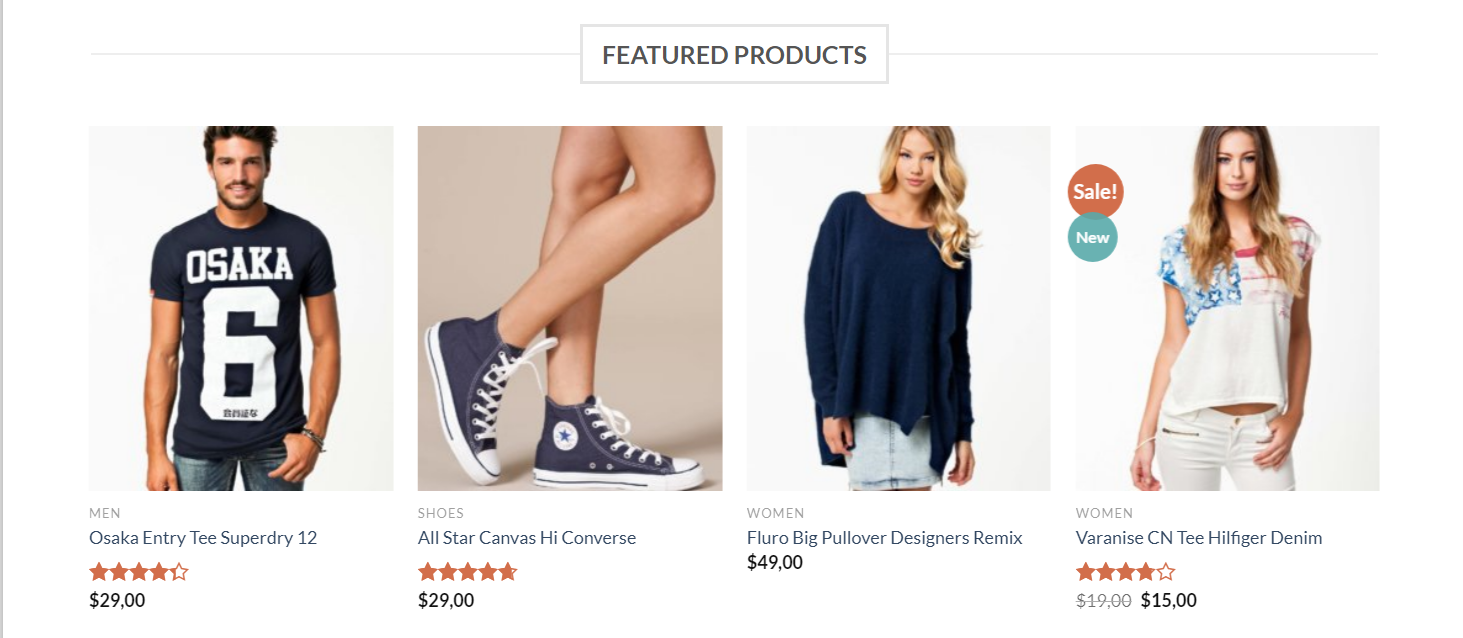 FEATURED PRODUCTS
OSAKA
6
Sale!
New
MEN
Osaka Entry Tee Superdry 12
$29,00
SHOES
All Star Canvas Hi Converse
$29,00
WOMEN
Fluro Big Pullover Designers Remix
$49,00
WOMEN
Varanise CN Tee Hilfiger Denim
$19,00 $15,00